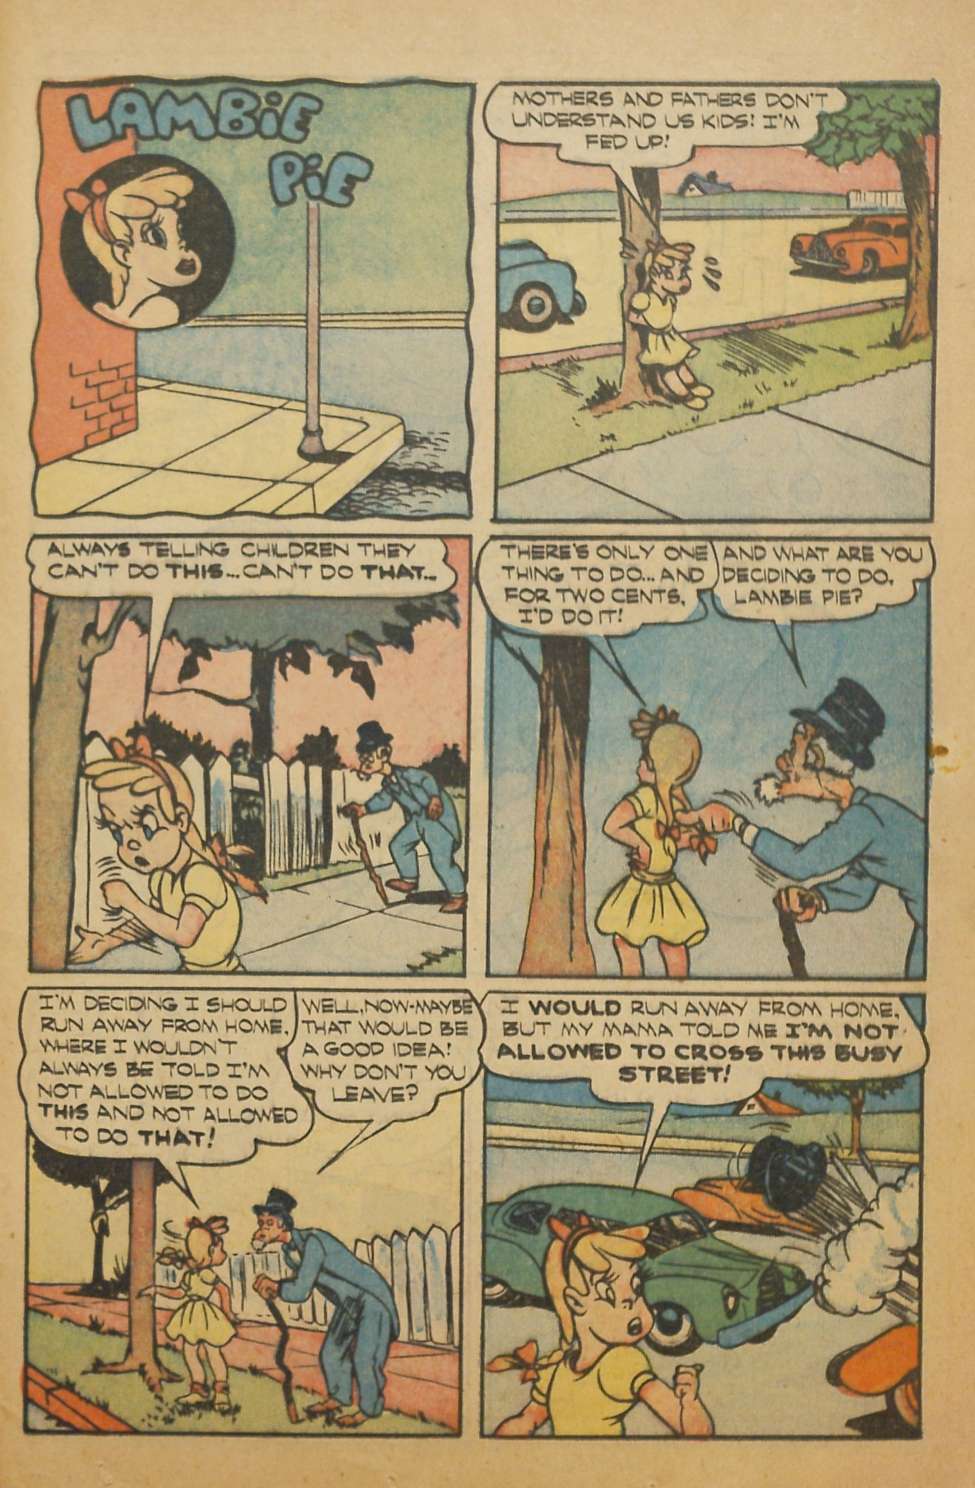 LAMBIE
PIE
MOTHERS AND FATHERS DON'T
UNDERSTAND US KIDS! I'M
FED UP!
ALWAYS TELLING CHILDREN THEY
CAN'T DO THIS...CAN'T DO THAT...
THERE'S ONLY ONE
THING TO DO... AND
FOR TWO CENTS,
I'D DO IT!
AND WHAT ARE YOU
DECIDING TO DO,
LAMBIE PIE?
I'M DECIDING I SHOULD
RUN AWAY FROM HOME,
WHERE I WOULDN'T
ALWAYS BE TOLD I'M
NOT ALLOWED TO DO
THIS AND NOT ALLOWED
TO DO THAT!
WELL, NOW-MAYBE
THAT WOULD BE
A GOOD IDEA!
WHY DON'T YOU
LEAVE?
I WOULD RUN AWAY FROM HOME,
BUT MY MAMA TOLD ME I'M NOT
ALLOWED TO CROSS THIS BUSY
STREET!